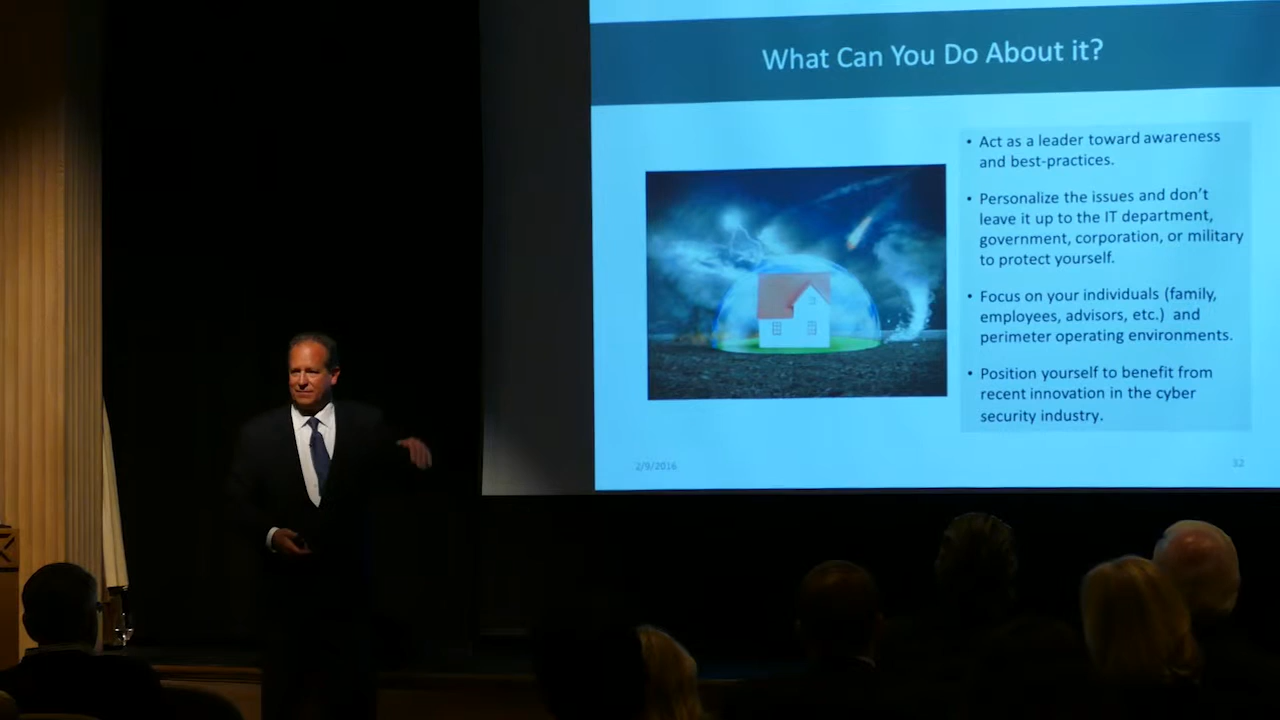 What Can You Do About it?
• Act as a leader toward awareness
and best-practices.
• Personalize the issues and don't
leave it up to the IT department,
government, corporation, or military
to protect yourself.
• Focus on your individuals (family,
employees, advisors, etc.) and
perimeter operating environments.
• Position yourself to benefit from
recent innovation in the cyber
security industry.
2/9/2016
32